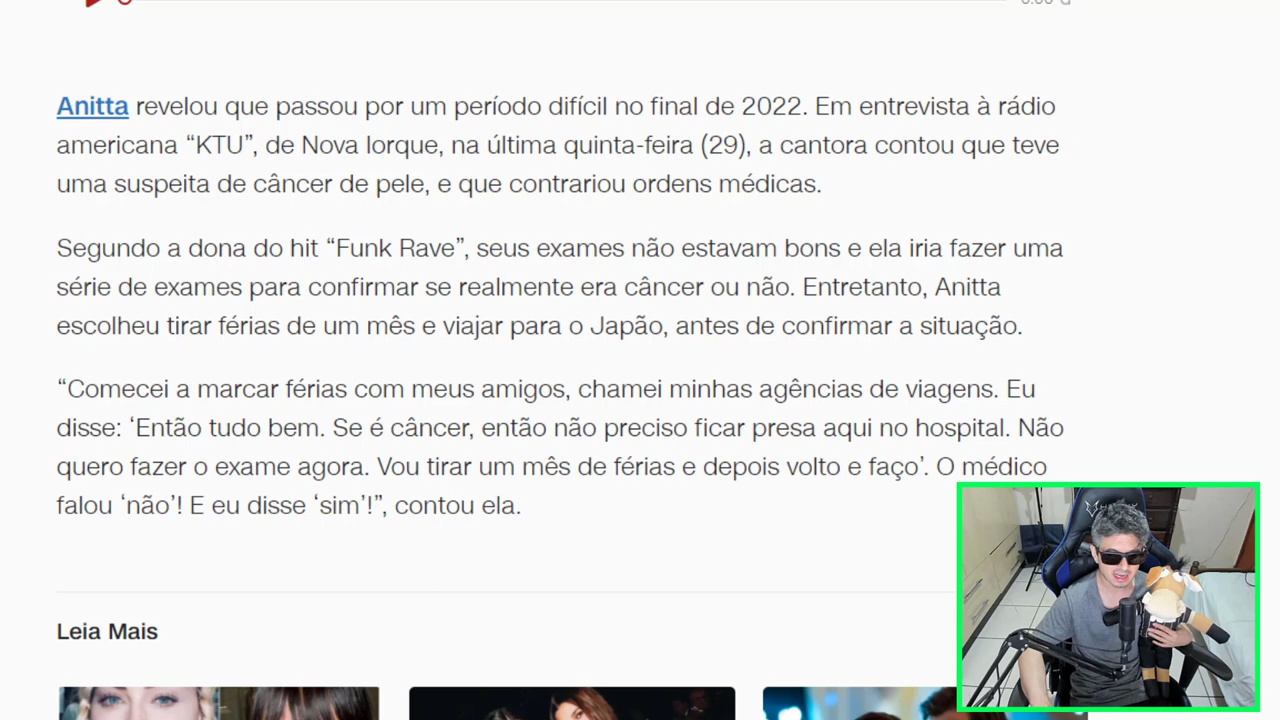 Anitta revelou que passou por um período difícil no final de 2022. Em entrevista à rádio
americana “KTU”, de Nova Iorque, na última quinta-feira (29), a cantora contou que teve
uma suspeita de câncer de pele, e que contrariou ordens médicas.
Segundo a dona do hit “Funk Rave”, seus exames não estavam bons e ela iria fazer uma
série de exames para confirmar se realmente era câncer ou não. Entretanto, Anitta
escolheu tirar férias de um mês e viajar para o Japão, antes de confirmar a situação.
“Comecei a marcar férias com meus amigos, chamei minhas agências de viagens. Eu
disse: ‘Então tudo bem. Se é câncer, então não preciso ficar presa aqui no hospital. Não
quero fazer o exame agora. Vou tirar um mês de férias e depois volto e faço’. O médico
falou ‘não’! E eu disse ‘sim’!”, contou ela.
Leia Mais